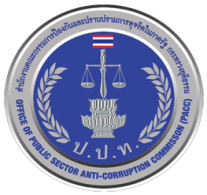 สำนักงานคณะกรรมการป้องกันและปราบปรามการทุจริตในภาครัฐ กระทรวงยุติธรรม
ป.ป.ท.
OFFICE OF PUBLIC SECTOR ANTI-CORRUPTION COMMISSION (PACC)